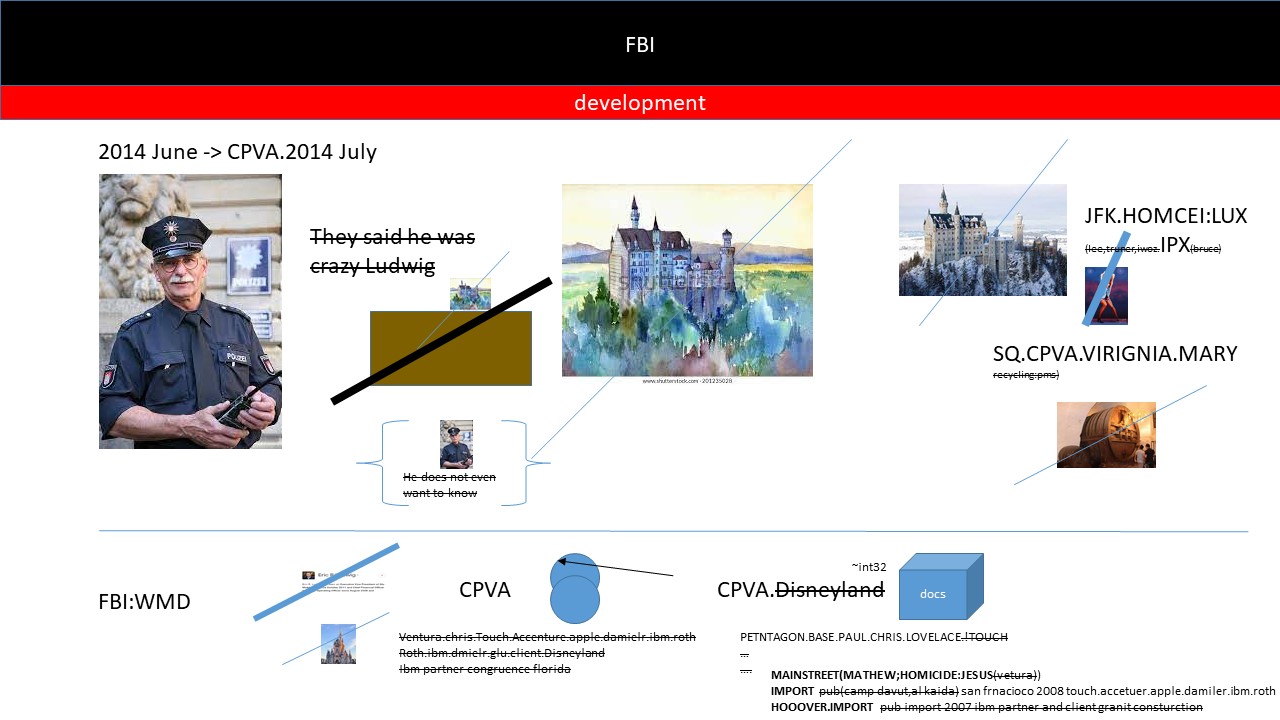 FBI
development
2014 June -> CPVA.2014 July
They said he was
crazy Ludwig
POLIZEI
POLIZEI
shutterstock
www.shutterstock.com · 201235028
JFK.HOMCEI:LUX
(lee,truner,iwoz.IPX(bruce)
SQ.CPVA.VIRIGNIA.MARY
recycling:pms)
He does not even
want to know
FBI:WMD
CPVA
~int32
CPVA.Disneyland
docs
Ventura.chris.Touch.Accenture.apple.damielr.ibm.roth
Roth.ibm.dmielr.glu.client.Disneyland
Ibm partner congruence florida
PETNTAGON.BASE.PAUL.CHRIS.LOVELACE.!TOUCH
...
....
MAINSTREET(MATHEW;HOMICIDE:JESUS(vetura))
IMPORT pub(camp davut,al kaida) san frnacioco 2008 touch.accetuer.apple.damiler.ibm.roth
HOOOVER.IMPORT pub import 2007 ibm partner and client granit consturction